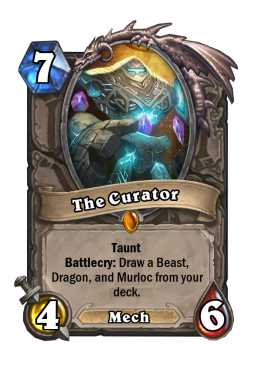 7
The Curator
Taunt
Battlecry: Draw a Beast,
Dragon, and Murloc from your
deck.
4
Mech
6